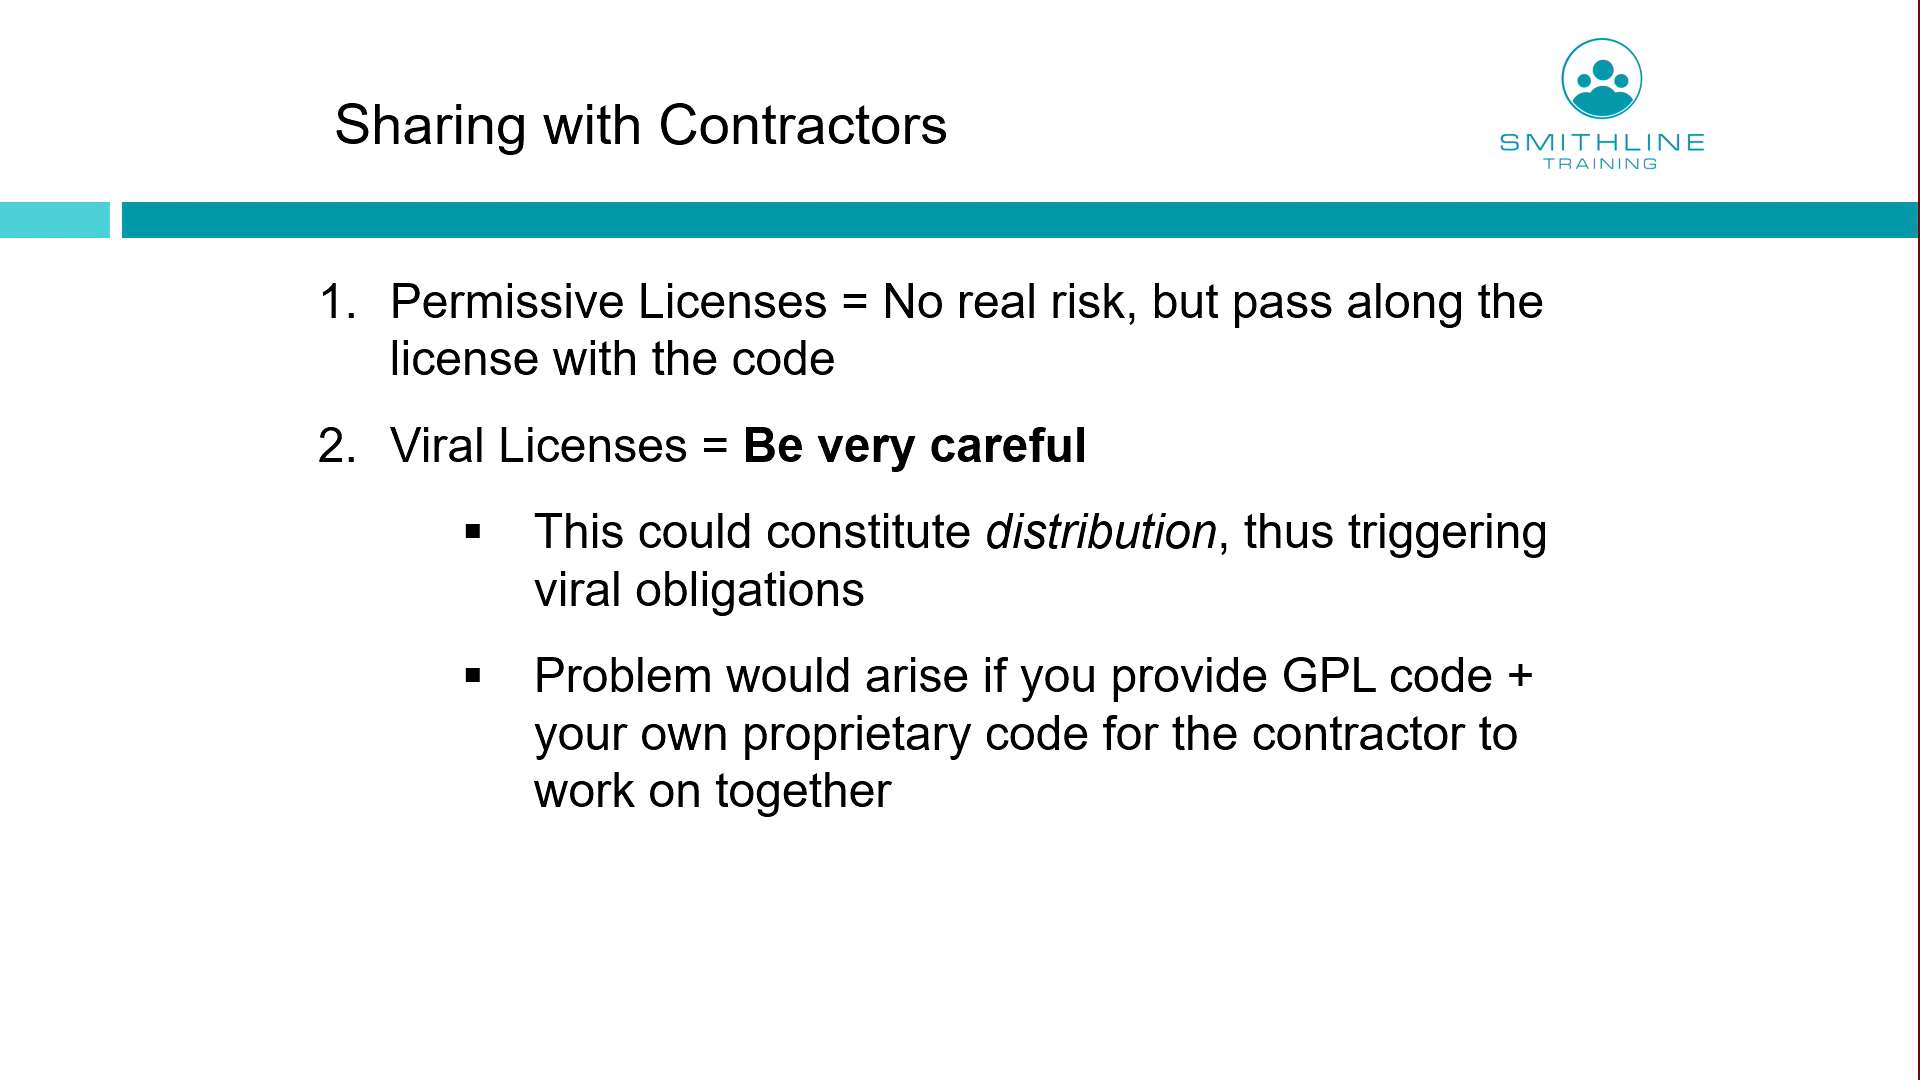 Sharing with Contractors
SMITHLINE
TRAINING
1. Permissive Licenses = No real risk, but pass along the
license with the code
2. Viral Licenses = Be very careful
▪ This could constitute distribution, thus triggering
viral obligations
▪ Problem would arise if you provide GPL code +
your own proprietary code for the contractor to
work on together